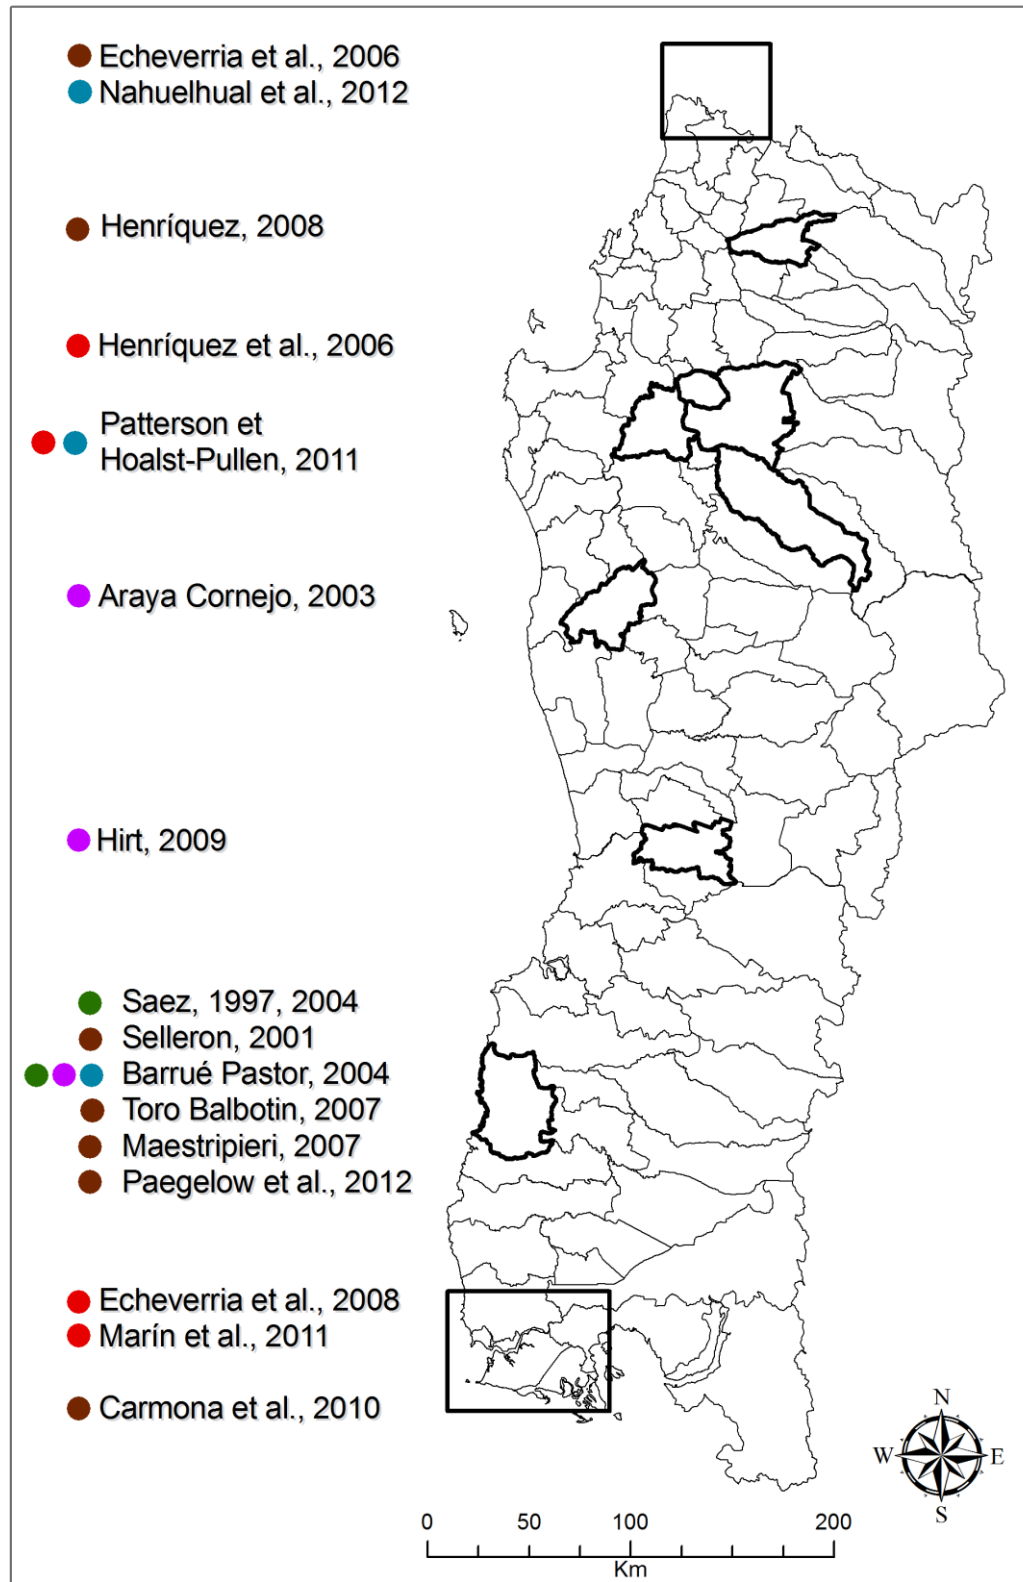 Echeverria et al., 2006
Nahuelhual et al., 2012
Henríquez, 2008
Henríquez et al., 2006
Patterson et
Hoalst-Pullen, 2011
Araya Cornejo, 2003
Hirt, 2009
Saez, 1997, 2004
Selleron, 2001
Barrué Pastor, 2004
Toro Balbotin, 2007
Maestripieri, 2007
Paegelow et al., 2012
Echeverria et al., 2008
Marín et al., 2011
Carmona et al., 2010
N
W E
S
0 50 100 200
Km